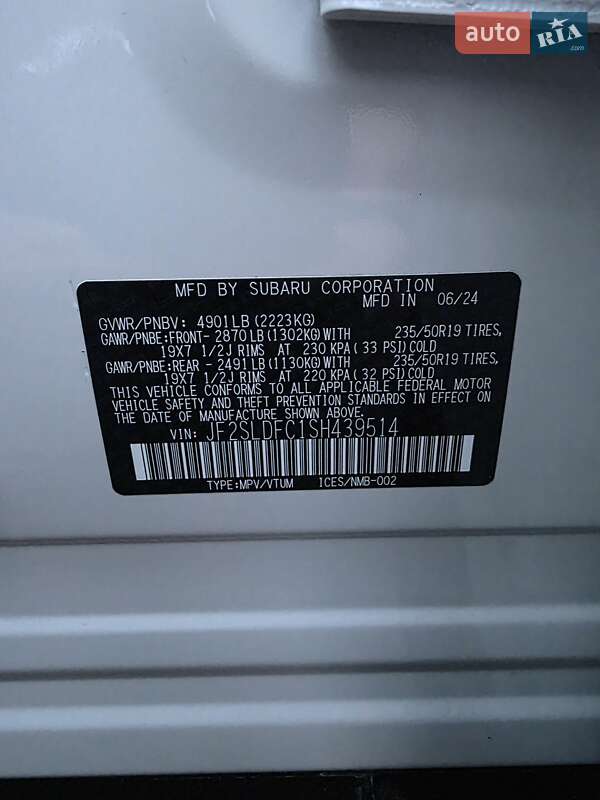 auto RIA
.com
MFD BY SUBARU CORPORATION
MFD IN 06/24
GVWR/PNBV: 4901LB(2223KG)
GAWR/PNBE:FRONT- 2870LB(1302KG)WITH 235/50R19 TIRES,
19X7 1/2J RIMS AT 230 KPA(33 PSI)COLD
GAWR/PNBE:REAR - 2491LB(1130KG)WITH 235/50R19 TIRES,
19X7 1/2J RIMS AT 220 KPA(32 PSI)COLD
THIS VEHICLE CONFORMS TO ALL APPLICABLE FEDERAL MOTOR
VEHICLE SAFETY AND THEFT PREVENTION STANDARDS IN EFFECT
ON THE DATE OF MANUFACTURE SHOWN ABOVE.
VIN: JF2SLDFC1SH439514
TYPE:MPV/VTUM ICES/NMB-002